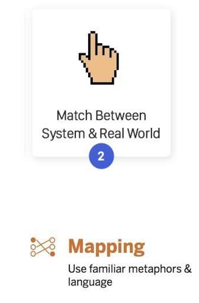 Match Between
System & Real World
2
Mapping
Use familiar metaphors &
language